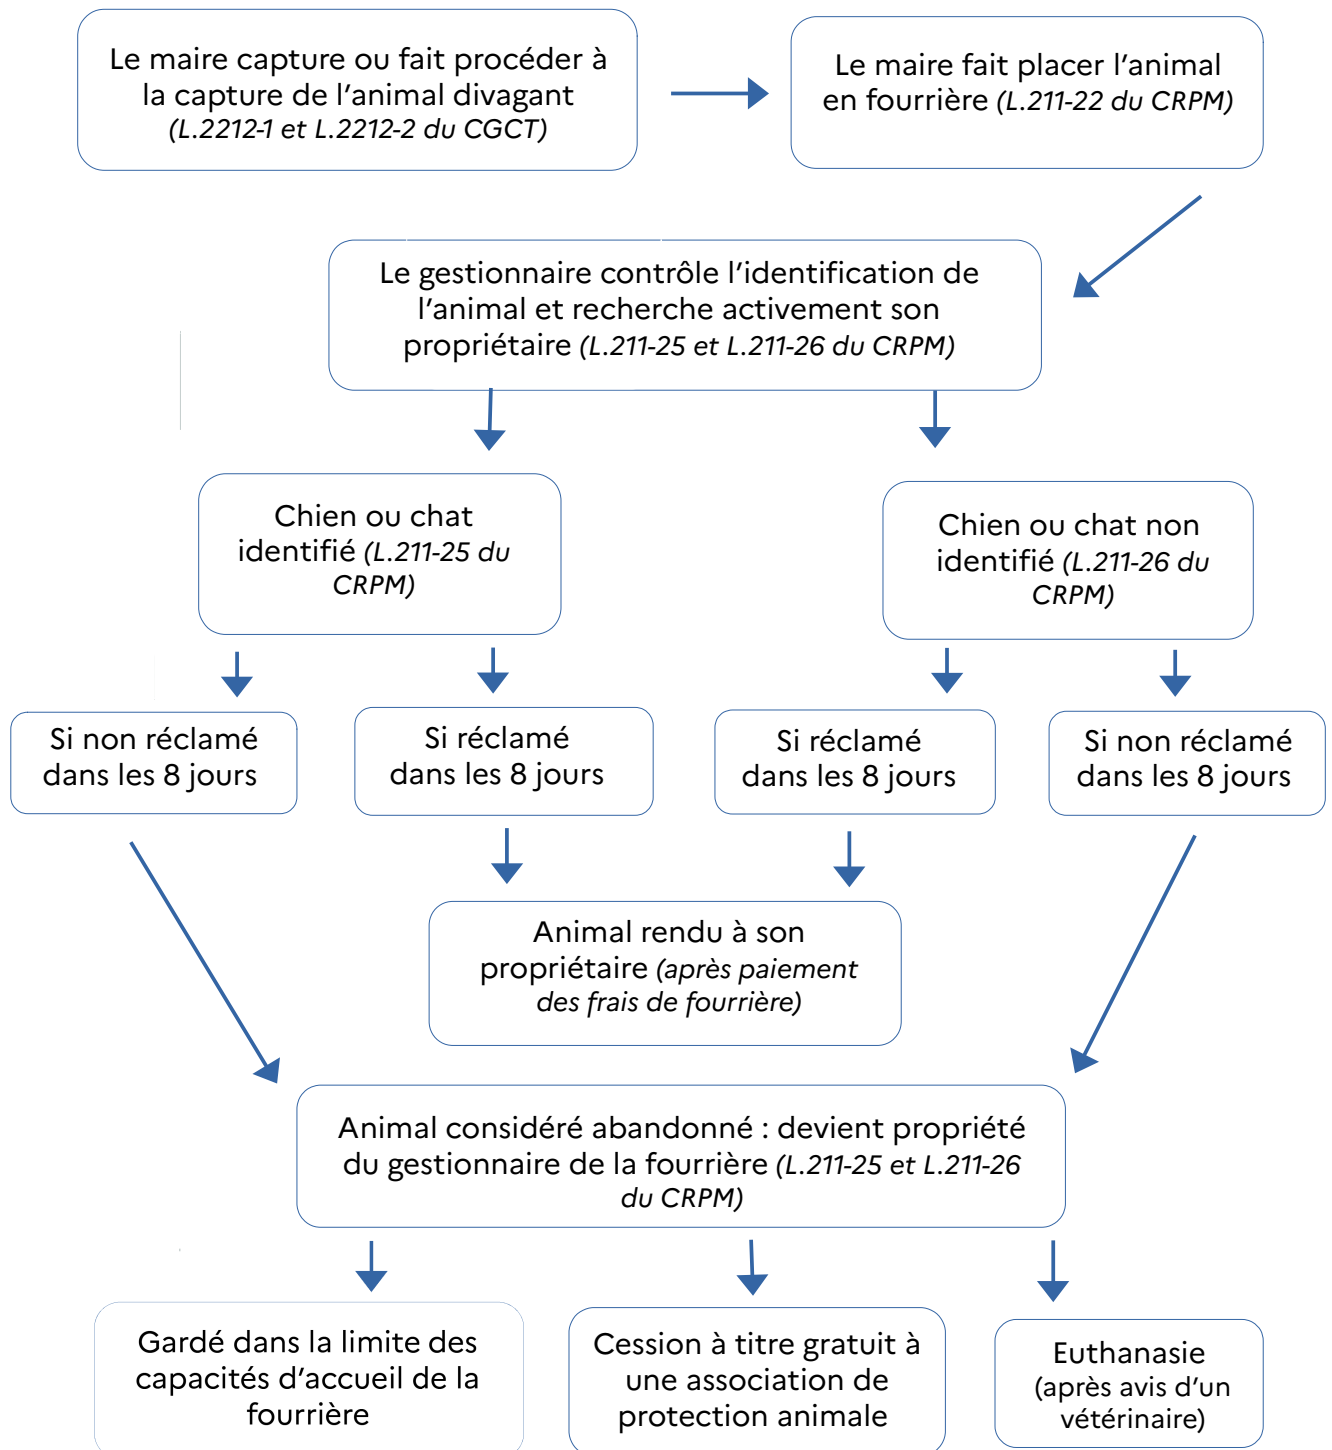 Le maire capture ou fait procéder à
la capture de l'animal divagant
(L.2212-1 et L.2212-2 du CGCT)
Le maire fait placer l'animal
en fourrière (L.211-22 du CRPM)
Le gestionnaire contrôle l'identification de
l'animal et recherche activement son
propriétaire (L.211-25 et L.211-26 du CRPM)
Chien ou chat
identifié (L.211-25 du
CRPM)
Chien ou chat non
identifié (L.211-26 du
CRPM)
Si non réclamé
dans les 8 jours
Si réclamé
dans les 8 jours
Si réclamé
dans les 8 jours
Si non réclamé
dans les 8 jours
Animal rendu à son
propriétaire (après paiement
des frais de fourrière)
Animal considéré abandonné : devient propriété
du gestionnaire de la fourrière (L.211-25 et L.211-26
du CRPM)
Gardé dans la limite des
capacités d'accueil de la
fourrière
Cession à titre gratuit à
une association de
protection animale
Euthanasie
(après avis d'un
vétérinaire)